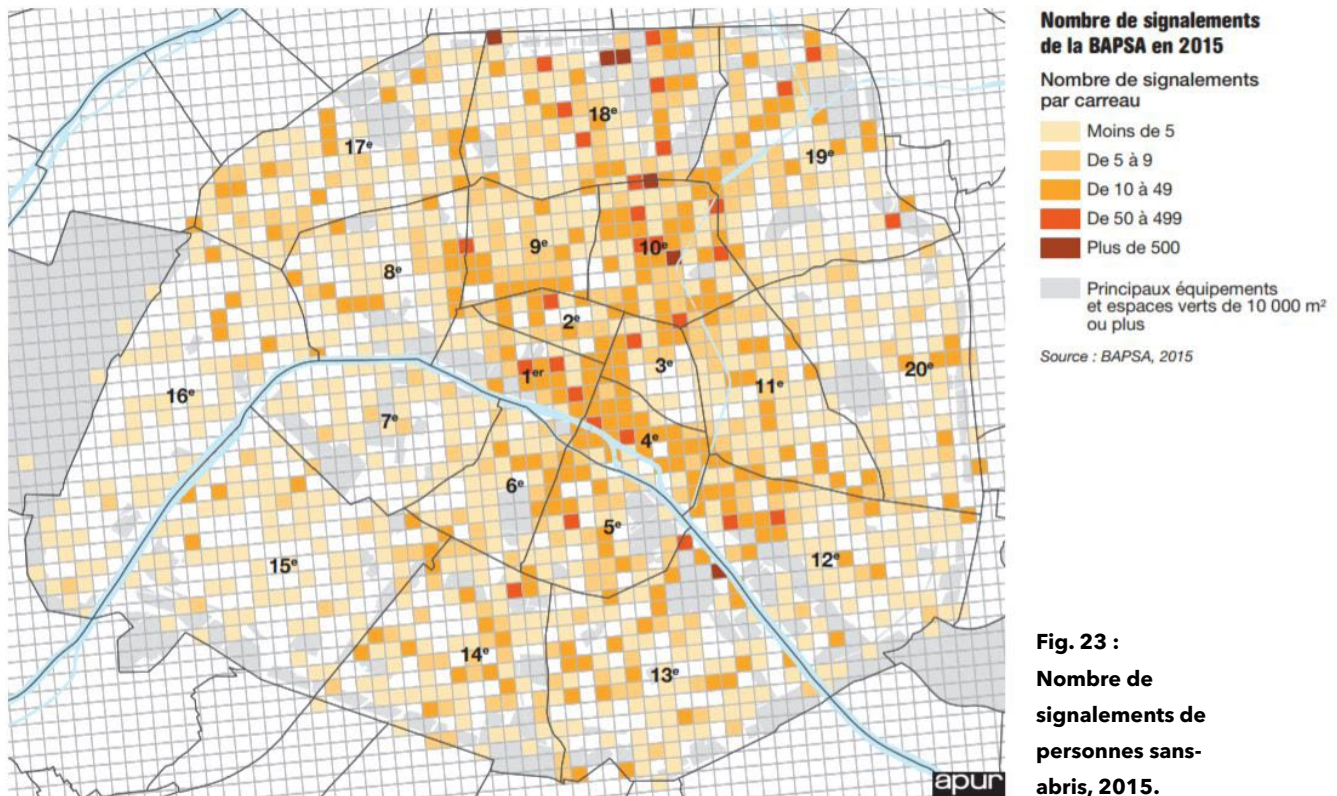 Nombre de signalements
de la BAPSA en 2015
Nombre de signalements
par carreau
Moins de 5
De 5 à 9
De 10 à 49
De 50 à 499
Plus de 500
Principaux équipements
et espaces verts de 10 000 m²
ou plus
Source : BAPSA, 2015
18e
17e
19e
9e
10e
8e
2e
3e
1er
20e
11e
16e
7e
4e
6e
5e
12e
15e
14e
13e
apur
Fig. 23 :
Nombre de
signalements de
personnes sans-
abris, 2015.